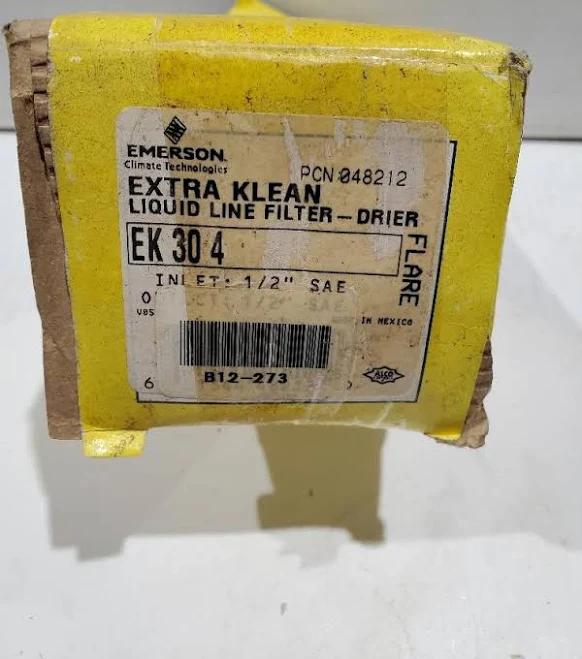 EMERSON
Climate Technologies
PCN 048212
EXTRA KLEAN
LIQUID LINE FILTER-DRIER
EK 30 4
FLARE
INLET: 1/2" SAE
1/2" SAE
IN MEXICO
B12-273
ALCO